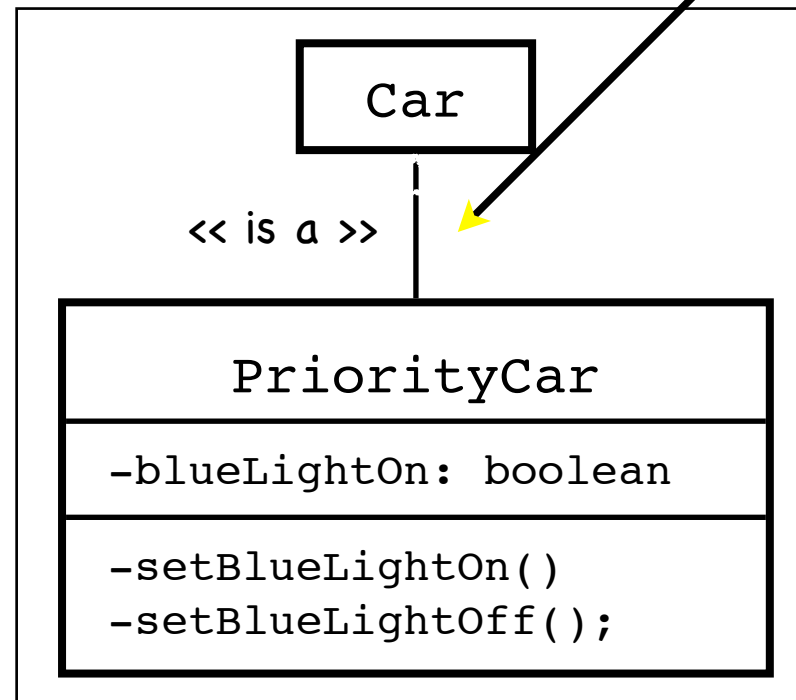 Car
<< is a >>
PriorityCar
-blueLightOn: boolean
-setBlueLightOn()
-setBlueLightOff();